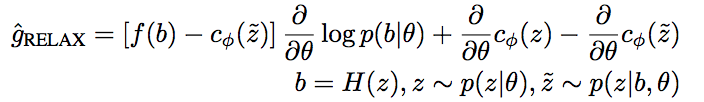 ĝ_RELAX = [f(b) − c_ϕ(z̃)] ∂/∂θ log p(b|θ) + ∂/∂θ c_ϕ(z) − ∂/∂θ c_ϕ(z̃)
b = H(z), z ∼ p(z|θ), z̃ ∼ p(z|b, θ)